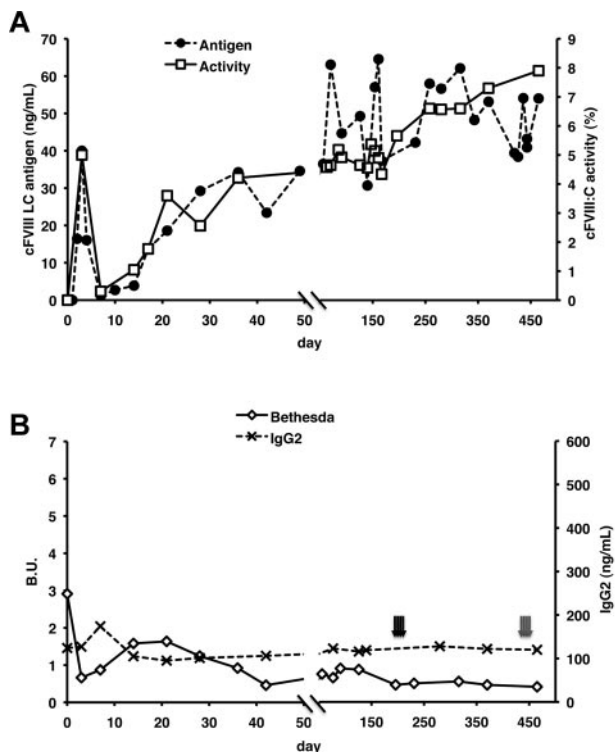 A
Antigen
Activity
cFVIII LC antigen (ng/mL)
70
60
50
40
30
20
10
0
cFVIII:C activity (%)
9
8
7
6
5
4
3
2
1
0
0 10 20 30 40 50 150 250 350 450
day
B
Bethesda
IgG2
B.U.
7
6
5
4
3
2
1
0
IgG2 (ng/mL)
600
500
400
300
200
100
0
0 10 20 30 40 50 150 250 350 450
day